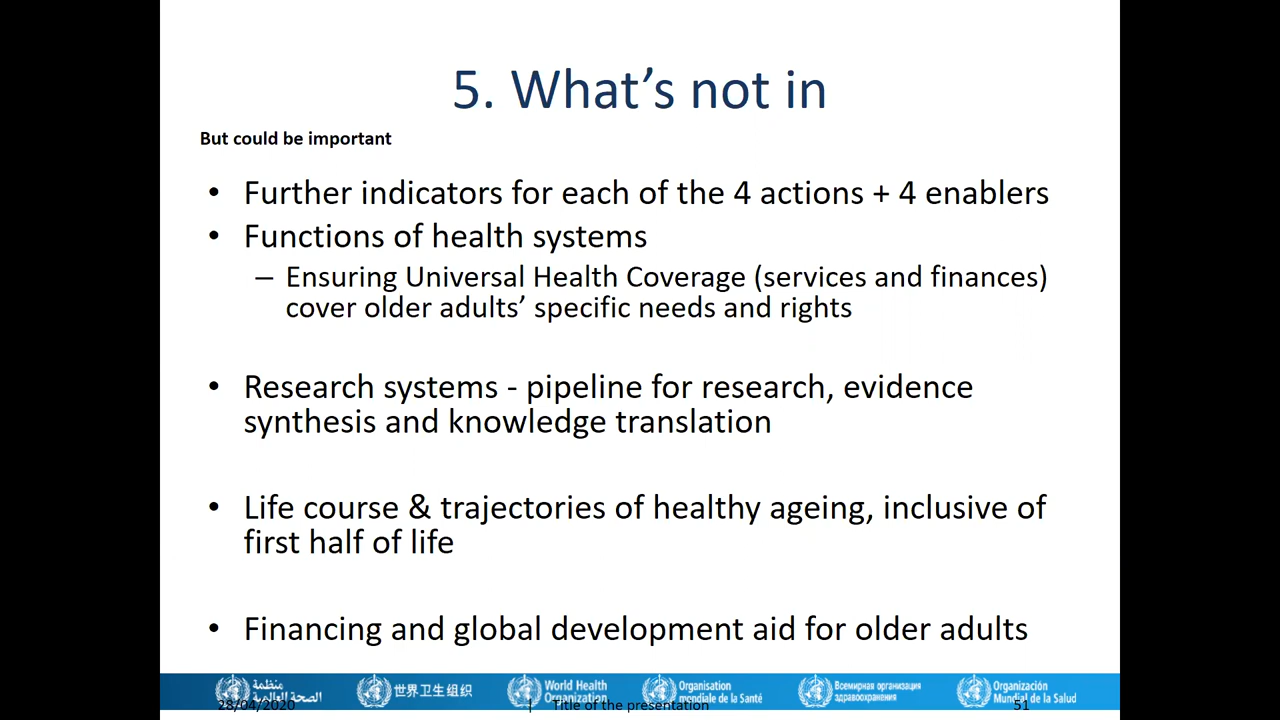 5. What's not in
But could be important
• Further indicators for each of the 4 actions + 4 enablers
• Functions of health systems
– Ensuring Universal Health Coverage (services and finances)
cover older adults' specific needs and rights
• Research systems - pipeline for research, evidence
synthesis and knowledge translation
• Life course & trajectories of healthy ageing, inclusive of
first half of life
• Financing and global development aid for older adults
منظمة
الصحة العالمية
世界卫生组织
World Health
Organization
Organisation
mondiale de la Santé
Всемирная организация
здравоохранения
Organización
Mundial de la Salud
28/04/2020 | Title of the presentation 51